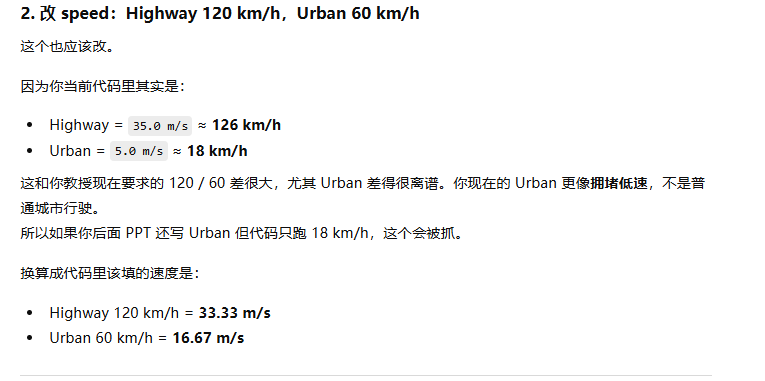 2. 改 speed：Highway 120 km/h，Urban 60 km/h
这个也应该改。
因为你当前代码里其实是：
• Highway = 35.0 m/s ≈ 126 km/h
• Urban = 5.0 m/s ≈ 18 km/h
这和你教授现在要求的 120 / 60 差很大，尤其 Urban 差得很离谱。你现在的 Urban 更像拥堵低速，不是普
通城市行驶。
所以如果你后面 PPT 还写 Urban 但代码只跑 18 km/h，这个会被抓。
换算成代码里该填的速度是：
• Highway 120 km/h = 33.33 m/s
• Urban 60 km/h = 16.67 m/s